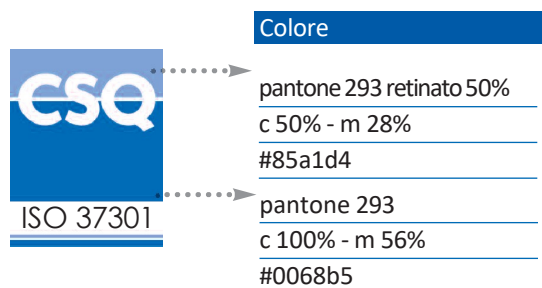 CSQ
ISO 37301
Colore
pantone 293 retinato 50%
c 50% - m 28%
#85a1d4
pantone 293
c 100% - m 56%
#0068b5